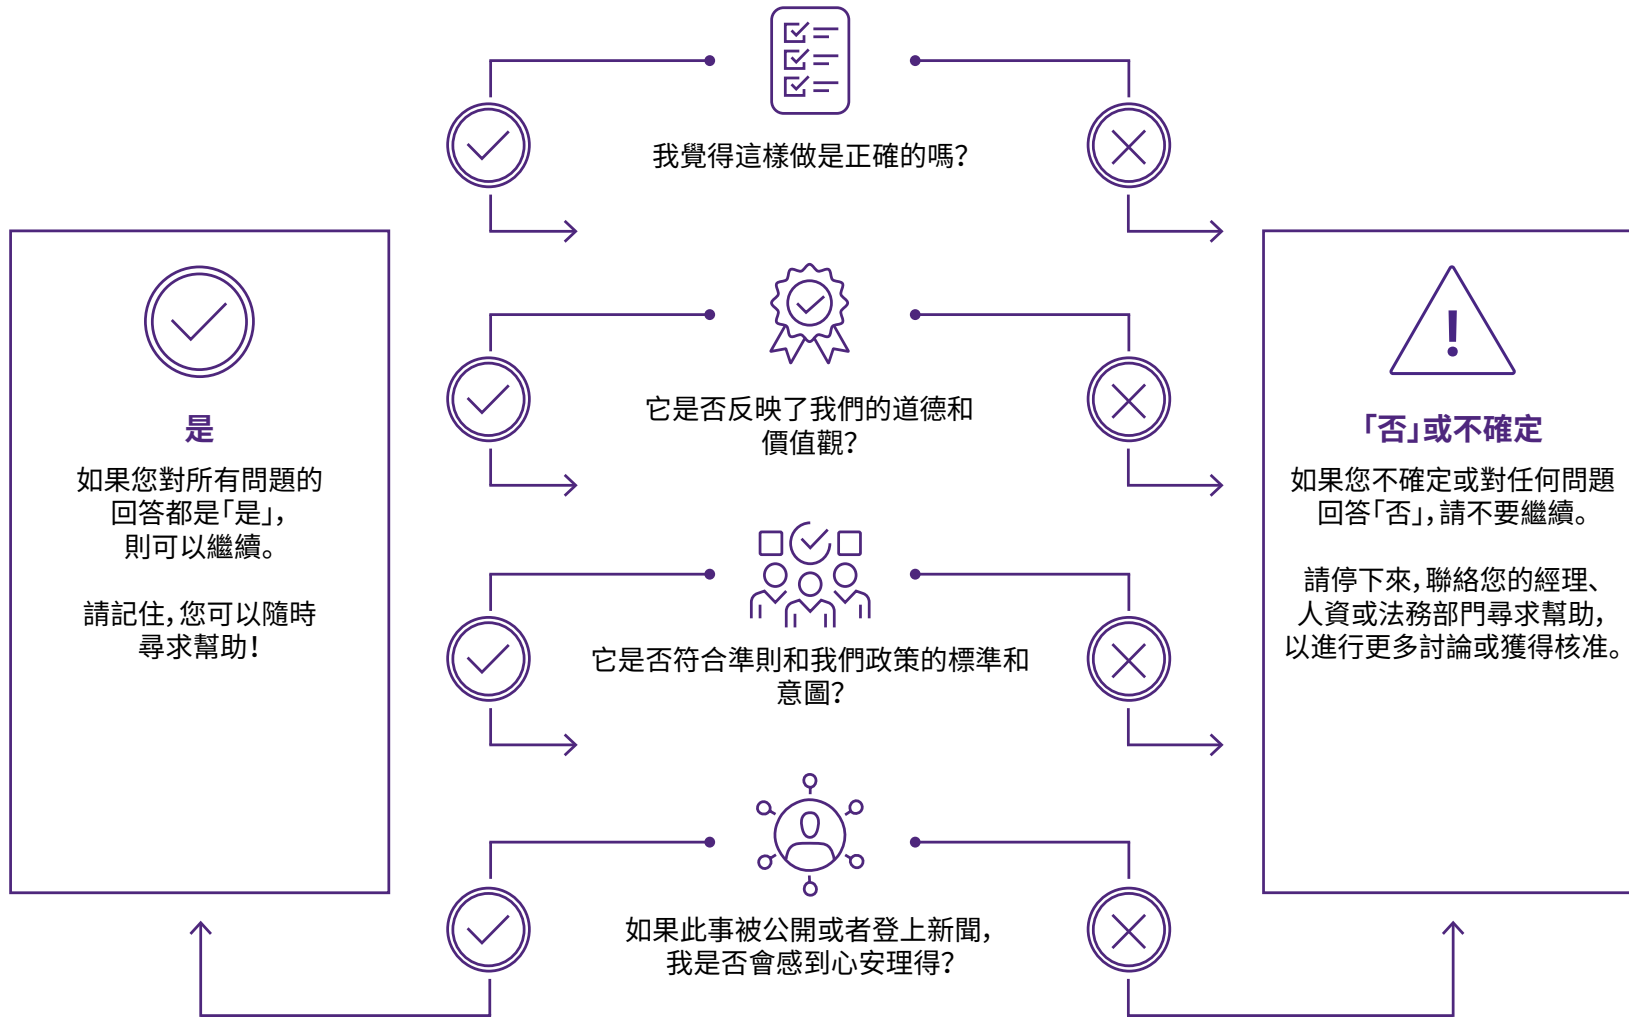 我覺得這樣做是正確的嗎？
它是否反映了我們的道德和
價值觀？
它是否符合準則和我們政策的標準和
意圖？
如果此事被公開或者登上新聞，
我是否會感到心安理得？
是
如果您對所有問題的
回答都是「是」，
則可以繼續。
請記住，您可以隨時
尋求幫助！
「否」或不確定
如果您不確定或對任何問題
回答「否」，請不要繼續。
請停下來，聯絡您的經理、
人資或法務部門尋求幫助，
以進行更多討論或獲得核准。